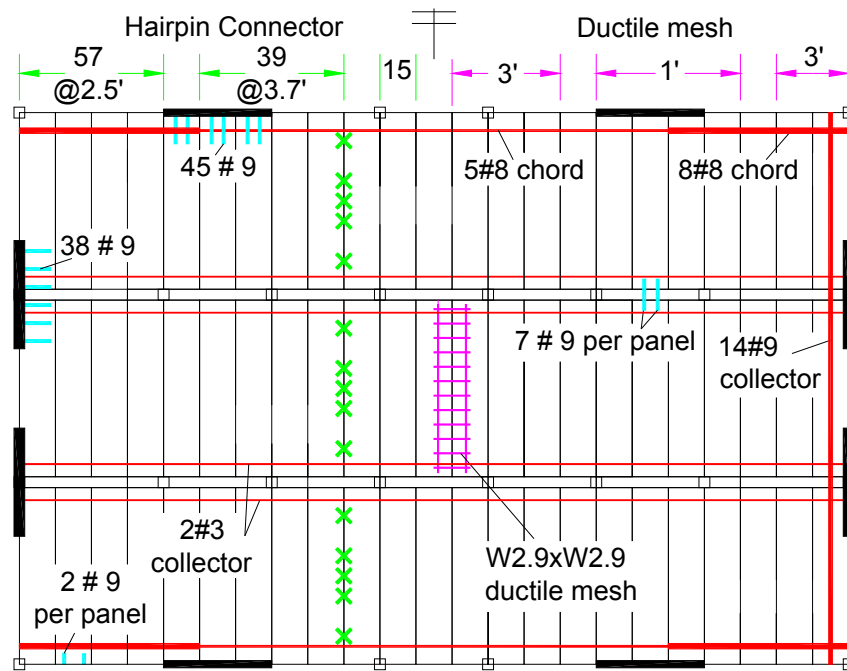 Hairpin Connector
Ductile mesh
57
@2.5'
39
@3.7'
15
3'
1'
3'
45 # 9
5#8 chord
8#8 chord
38 # 9
7 # 9 per panel
14#9
collector
2#3
collector
W2.9xW2.9
ductile mesh
2 # 9
per panel